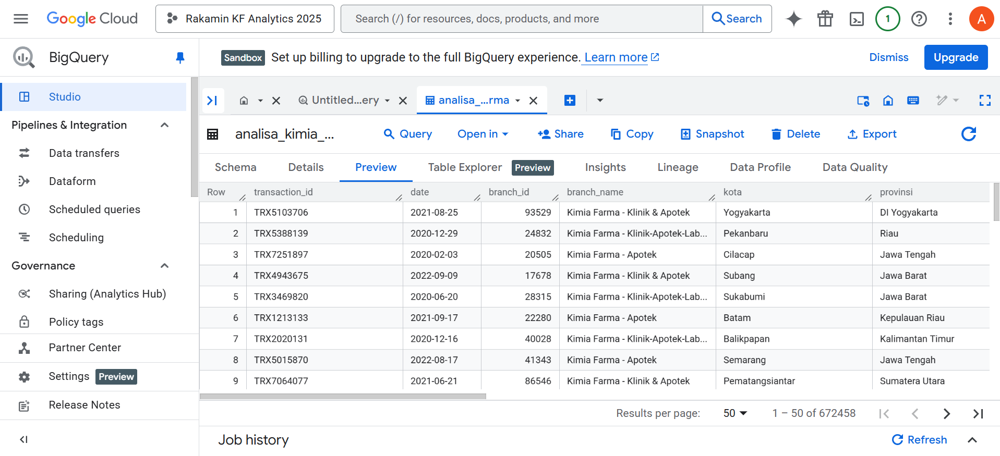 Google Cloud
Rakamin KF Analytics 2025
Search (/) for resources, docs, products, and more
Search
1
A
BigQuery
Sandbox Set up billing to upgrade to the full BigQuery experience. Learn more
Dismiss
Upgrade
Studio
Pipelines & Integration
Data transfers
Dataform
Scheduled queries
Scheduling
Governance
Sharing (Analytics Hub)
Policy tags
Partner Center
Settings Preview
Release Notes
Untitled...ery
analisa_...rma
analisa_kimia_...
Query
Open in
Share
Copy
Snapshot
Delete
Export
Schema Details Preview Table Explorer Preview Insights Lineage Data Profile Data Quality
Row transaction_id date branch_id branch_name kota provinsi
1 TRX5103706 2021-08-25 93529 Kimia Farma - Klinik & Apotek Yogyakarta DI Yogyakarta
2 TRX5388139 2020-12-29 24832 Kimia Farma - Klinik-Apotek-Lab... Pekanbaru Riau
3 TRX7251897 2020-02-03 20505 Kimia Farma - Apotek Cilacap Jawa Tengah
4 TRX4943675 2022-09-09 17678 Kimia Farma - Klinik & Apotek Subang Jawa Barat
5 TRX3469820 2020-06-20 28315 Kimia Farma - Klinik-Apotek-Lab... Sukabumi Jawa Barat
6 TRX1213133 2021-09-17 22280 Kimia Farma - Apotek Batam Kepulauan Riau
7 TRX2020131 2020-12-16 40028 Kimia Farma - Klinik-Apotek-Lab... Balikpapan Kalimantan Timur
8 TRX5015870 2022-08-17 41343 Kimia Farma - Apotek Semarang Jawa Tengah
9 TRX7064077 2021-06-21 86546 Kimia Farma - Klinik & Apotek Pematangsiantar Sumatera Utara
Results per page: 50 1 – 50 of 672458
Job history
Refresh